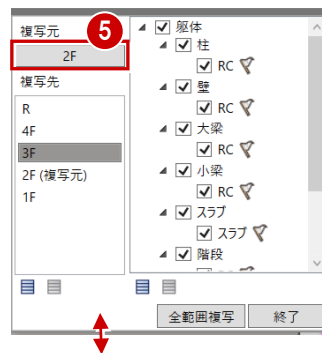 複写元
5
2F
複写先
R
4F
3F
2F (複写元)
1F
躯体
柱
RC
壁
RC
大梁
RC
小梁
RC
スラブ
スラブ
階段
全範囲複写
終了